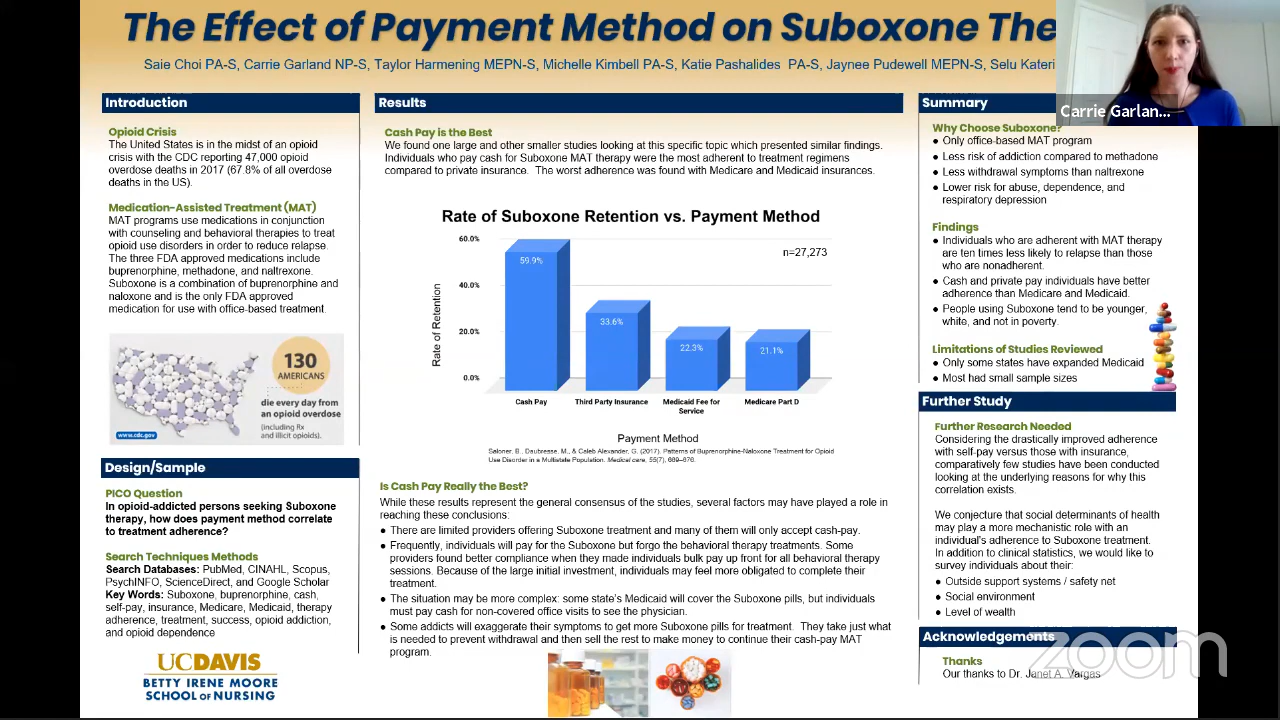 The Effect of Payment Method on Suboxone The
Saie Choi PA-S, Carrie Garland NP-S, Taylor Harmening MEPN-S, Michelle Kimbell PA-S, Katie Pashalides PA-S, Jaynee Pudewell MEPN-S, Selu Kateri
Carrie Garlan...
Introduction
Opioid Crisis
The United States is in the midst of an opioid
crisis with the CDC reporting 47,000 opioid
overdose deaths in 2017 (67.8% of all overdose
deaths in the US).
Medication-Assisted Treatment (MAT)
MAT programs use medications in conjunction
with counseling and behavioral therapies to treat
opioid use disorders in order to reduce relapse.
The three FDA approved medications include
buprenorphine, methadone, and naltrexone.
Suboxone is a combination of buprenorphine and
naloxone and is the only FDA approved
medication for use with office-based treatment.
130
AMERICANS
die every day from
an opioid overdose
(including Rx
and illicit opioids).
www.cdc.gov
Design/Sample
PICO Question
In opioid-addicted persons seeking Suboxone
therapy, how does payment method correlate
to treatment adherence?
Search Techniques Methods
Search Databases: PubMed, CINAHL, Scopus,
PsychINFO, ScienceDirect, and Google Scholar
Key Words: Suboxone, buprenorphine, cash,
self-pay, insurance, Medicare, Medicaid, therapy
adherence, treatment, success, opioid addiction,
and opioid dependence
UCDAVIS
BETTY IRENE MOORE
SCHOOL OF NURSING
Results
Cash Pay is the Best
We found one large and other smaller studies looking at this specific topic which presented similar findings.
Individuals who pay cash for Suboxone MAT therapy were the most adherent to treatment regimens
compared to private insurance. The worst adherence was found with Medicare and Medicaid insurances.
Rate of Suboxone Retention vs. Payment Method
n=27,273
Rate of Retention
60.0%
40.0%
20.0%
0.0%
59.9%
33.6%
22.3%
21.1%
Cash Pay
Third Party Insurance
Medicaid Fee for
Service
Medicare Part D
Payment Method
Saloner, B., Daubresse, M., & Caleb Alexander, G. (2017). Patterns of Buprenorphine-Naloxone Treatment for Opioid
Use Disorder in a Multistate Population. Medical care, 55(7), 669–676.
Is Cash Pay Really the Best?
While these results represent the general consensus of the studies, several factors may have played a role in
reaching these conclusions:
● There are limited providers offering Suboxone treatment and many of them will only accept cash-pay.
● Frequently, individuals will pay for the Suboxone but forgo the behavioral therapy treatments. Some
providers found better compliance when they made individuals bulk pay up front for all behavioral therapy
sessions. Because of the large initial investment, individuals may feel more obligated to complete their
treatment.
● The situation may be more complex: some state's Medicaid will cover the Suboxone pills, but individuals
must pay cash for non-covered office visits to see the physician.
● Some addicts will exaggerate their symptoms to get more Suboxone pills for treatment. They take just what
is needed to prevent withdrawal and then sell the rest to make money to continue their cash-pay MAT
program.
Summary
Why Choose Suboxone?
● Only office-based MAT program
● Less risk of addiction compared to methadone
● Less withdrawal symptoms than naltrexone
● Lower risk for abuse, dependence, and
respiratory depression
Findings
● Individuals who are adherent with MAT therapy
are ten times less likely to relapse than those
who are nonadherent.
● Cash and private pay individuals have better
adherence than Medicare and Medicaid.
● People using Suboxone tend to be younger,
white, and not in poverty.
Limitations of Studies Reviewed
● Only some states have expanded Medicaid
● Most had small sample sizes
Further Study
Further Research Needed
Considering the drastically improved adherence
with self-pay versus those with insurance,
comparatively few studies have been conducted
looking at the underlying reasons for why this
correlation exists.
We conjecture that social determinants of health
may play a more mechanistic role with an
individual's adherence to Suboxone treatment.
In addition to clinical statistics, we would like to
survey individuals about their:
● Outside support systems / safety net
● Social environment
● Level of wealth
Acknowledgements
Thanks
Our thanks to Dr. Janet A. Vargas
zoom